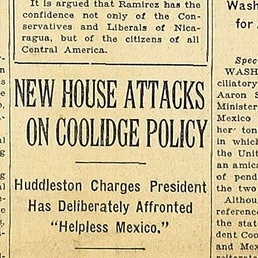 It is argued that Ramirez has the
confidence not only of the Con-
servatives and Liberals of Nica-
ragua, but of the citizens of all
Central America.
NEW HOUSE ATTACKS
ON COOLIDGE POLICY
Huddleston Charges President
Has Deliberately Affronted
"Helpless Mexico."
Wash
for
Spec
WASH
ciliatory
Aaron S
Minister
Mexico
her ton
in which
the Unit
an amica
of pend
the two
Althou
reference
the stat
dent Coo
and Mex